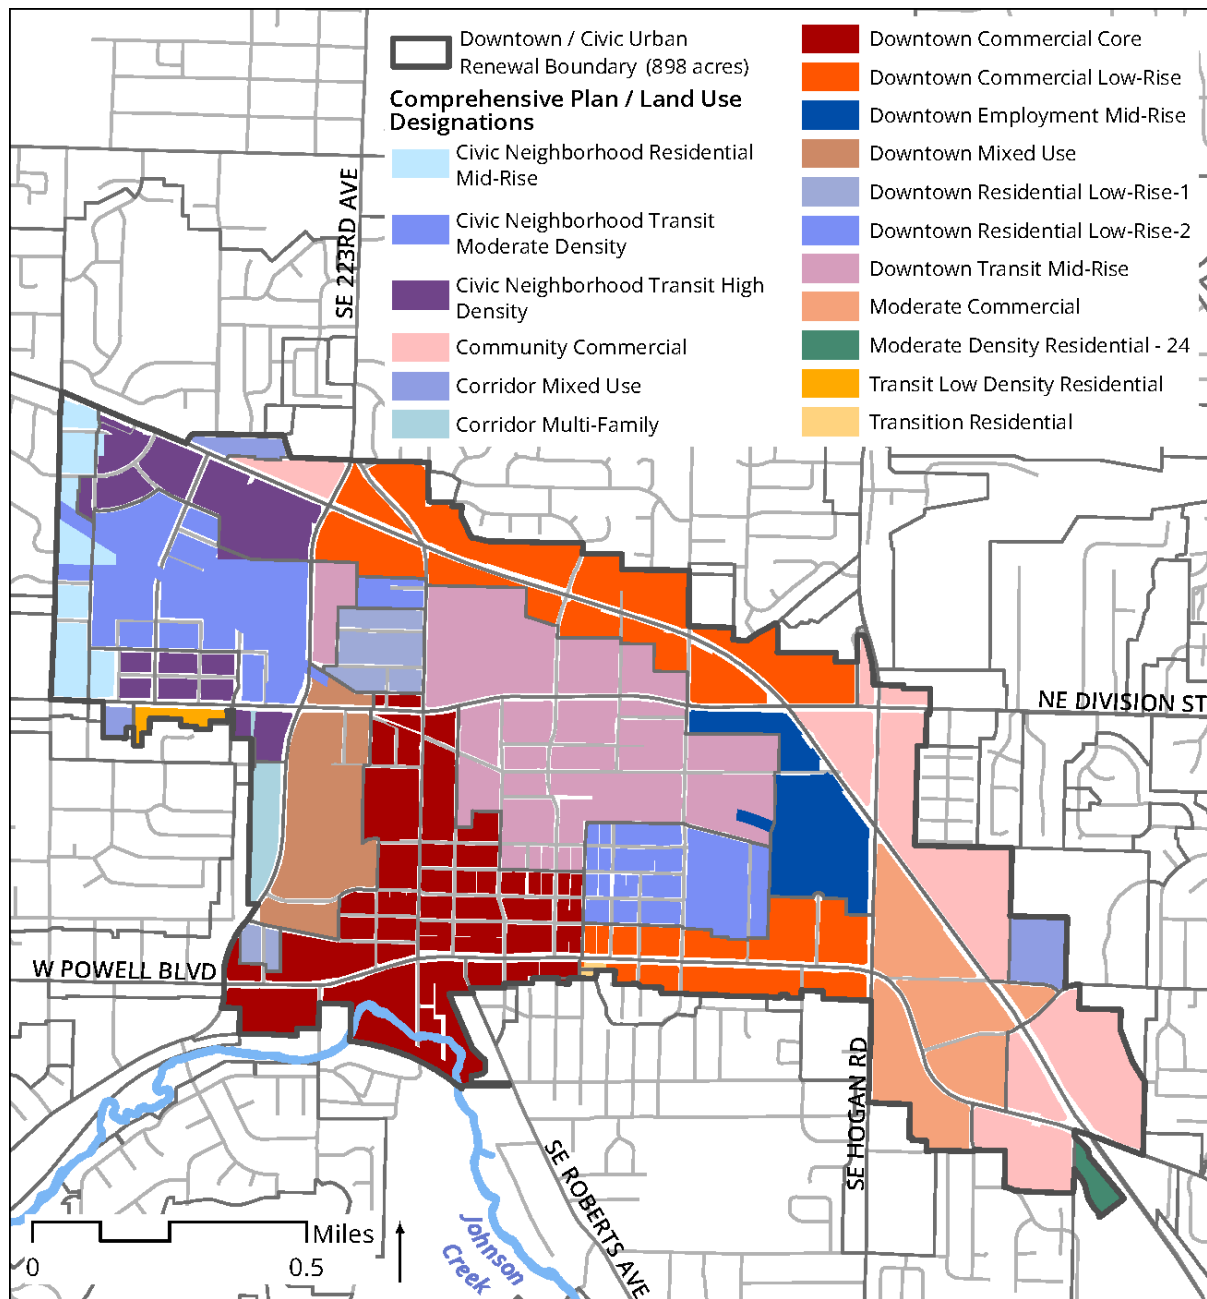 Downtown / Civic Urban
Renewal Boundary (898 acres)
Comprehensive Plan / Land Use
Designations
Civic Neighborhood Residential
Mid-Rise
Civic Neighborhood Transit
Moderate Density
Civic Neighborhood Transit High
Density
Community Commercial
Corridor Mixed Use
Corridor Multi-Family
Downtown Commercial Core
Downtown Commercial Low-Rise
Downtown Employment Mid-Rise
Downtown Mixed Use
Downtown Residential Low-Rise-1
Downtown Residential Low-Rise-2
Downtown Transit Mid-Rise
Moderate Commercial
Moderate Density Residential - 24
Transit Low Density Residential
Transition Residential
SE 223RD AVE
NE DIVISION ST
W POWELL BLVD
SE HOGAN RD
SE ROBERTS AVE
Johnson
Creek
Miles
0
0.5